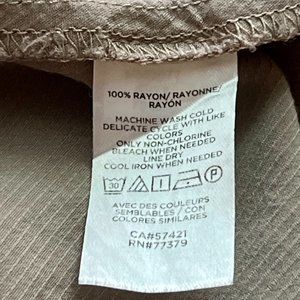 100% RAYON/ RAYONNE/
RAYÓN
MACHINE WASH COLD
DELICATE CYCLE WITH LIKE
COLORS
ONLY NON-CHLORINE
BLEACH WHEN NEEDED
LINE DRY
COOL IRON WHEN NEEDED
30 P
AVEC DES COULEURS
SEMBLABLES / CON
COLORES SIMILARES
CA#57421
RN#77379